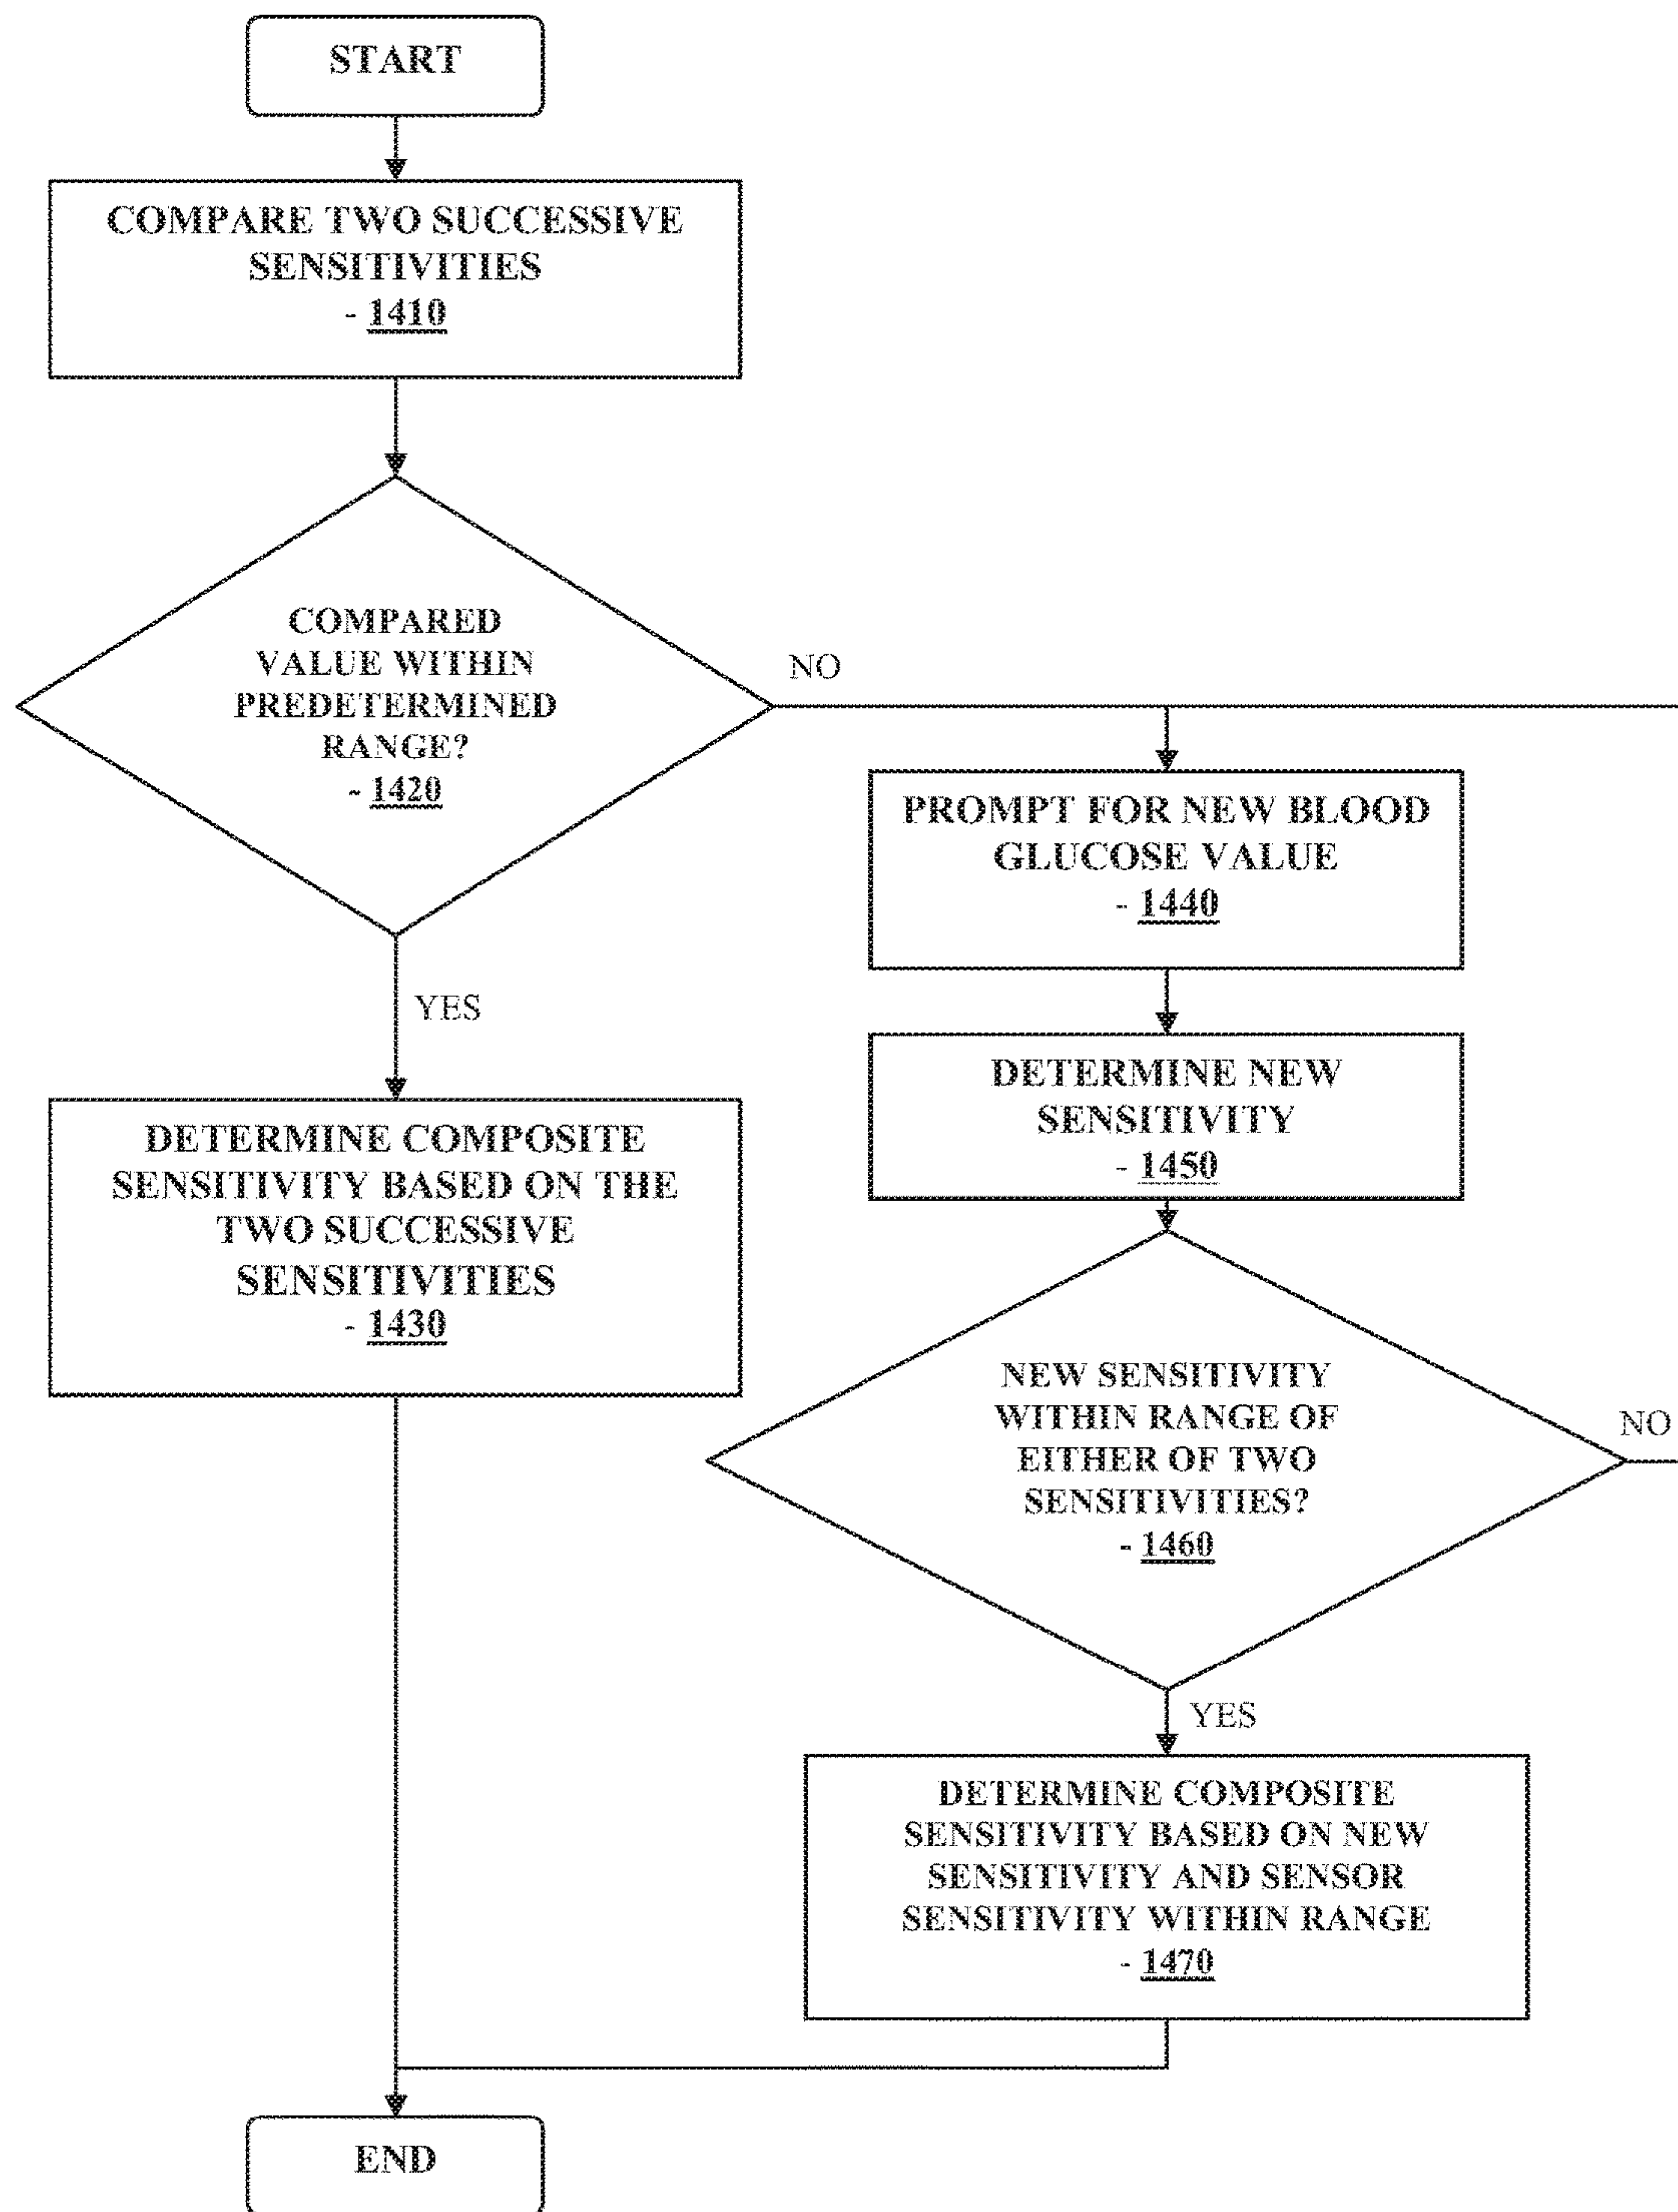 START
COMPARE TWO SUCCESSIVE
SENSITIVITIES
- 1410
COMPARED
VALUE WITHIN
PREDETERMINED
RANGE?
- 1420
NO
YES
DETERMINE COMPOSITE
SENSITIVITY BASED ON THE
TWO SUCCESSIVE
SENSITIVITIES
- 1430
PROMPT FOR NEW BLOOD
GLUCOSE VALUE
- 1440
DETERMINE NEW
SENSITIVITY
- 1450
NEW SENSITIVITY
WITHIN RANGE OF
EITHER OF TWO
SENSITIVITIES?
- 1460
NO
YES
DETERMINE COMPOSITE
SENSITIVITY BASED ON NEW
SENSITIVITY AND SENSOR
SENSITIVITY WITHIN RANGE
- 1470
END